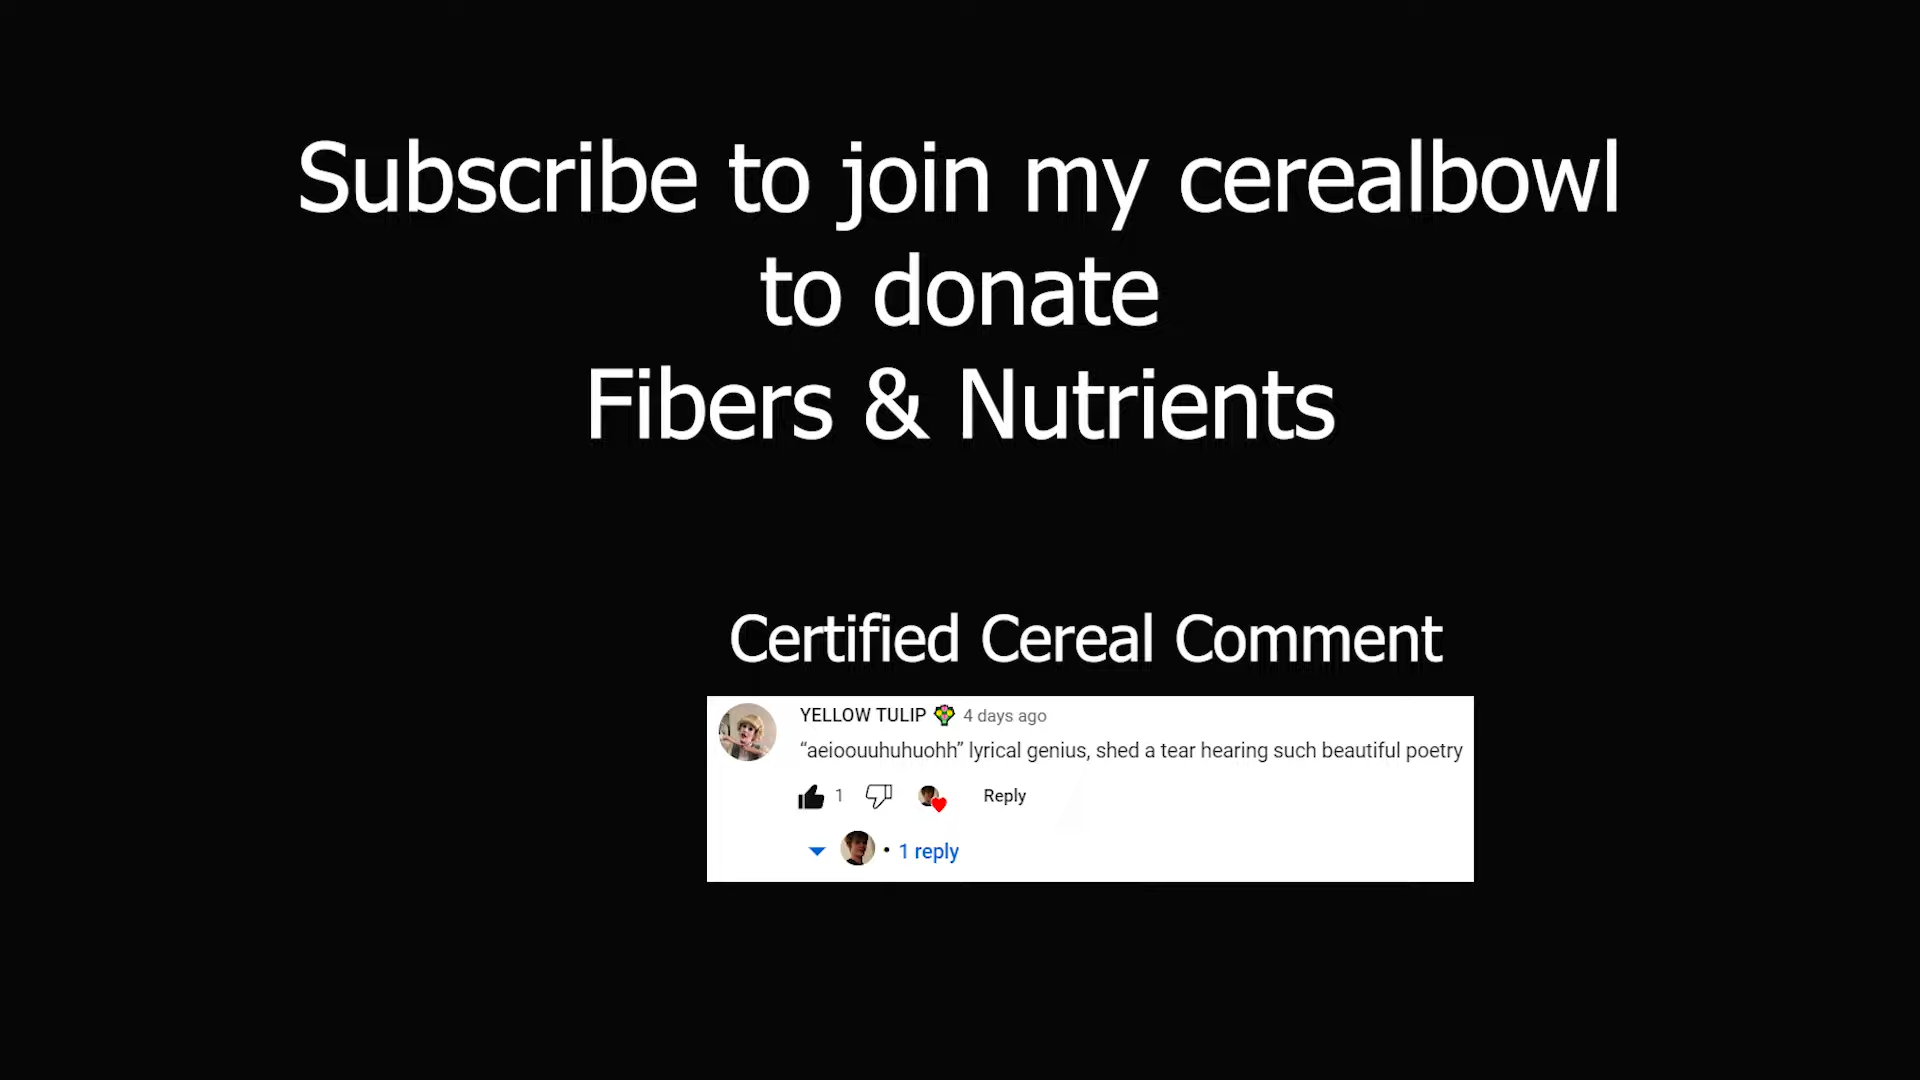 Subscribe to join my cerealbowl
to donate
Fibers & Nutrients
Certified Cereal Comment
YELLOW TULIP 4 days ago
“aeioouuhuhuohh” lyrical genius, shed a tear hearing such beautiful poetry
1 Reply
• 1 reply